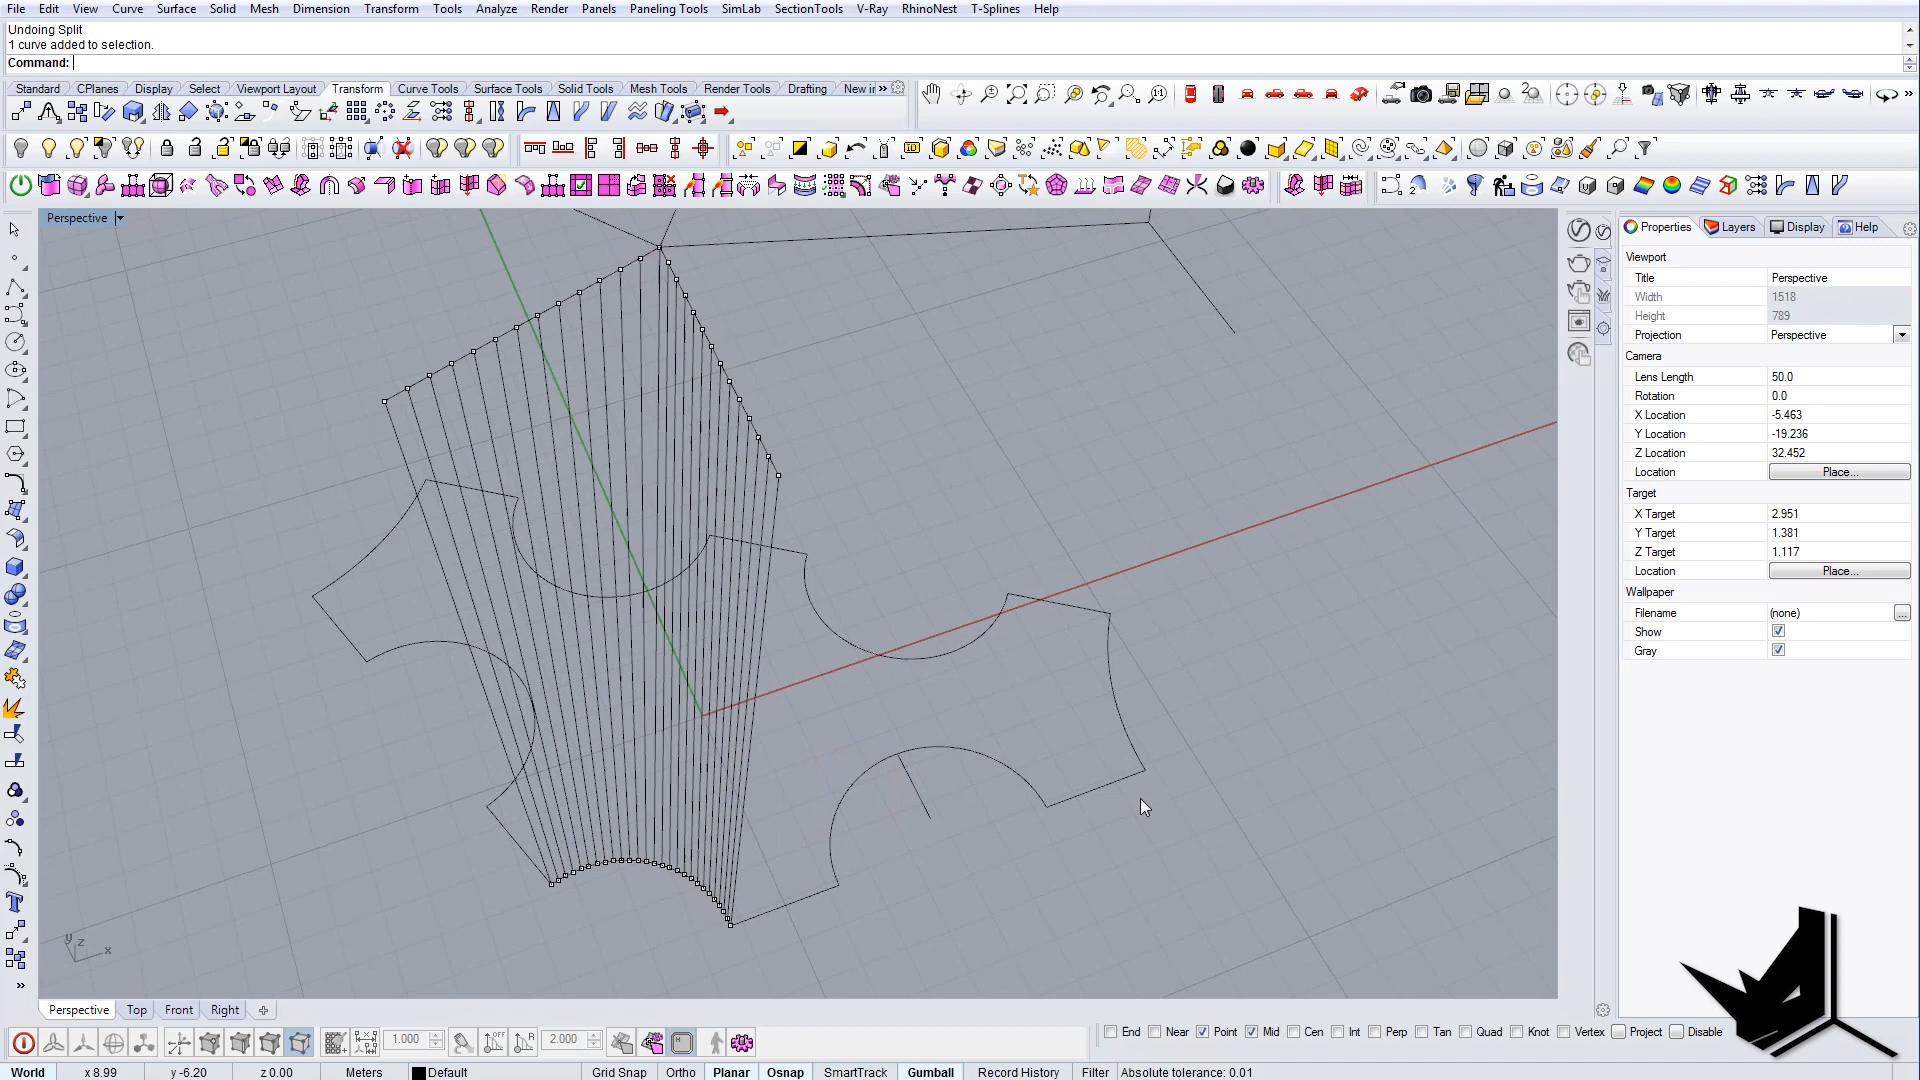 File Edit View Curve Surface Solid Mesh Dimension Transform Tools Analyze Render Panels Paneling Tools SimLab SectionTools V-Ray RhinoNest T-Splines Help
Undoing Split
1 curve added to selection.
Command:
Standard CPlanes Display Select Viewport Layout Transform Curve Tools Surface Tools Solid Tools Mesh Tools Render Tools Drafting New in
Perspective
Properties Layers Display Help
Viewport
Title Perspective
Width 1518
Height 789
Projection Perspective
Camera
Lens Length 50.0
Rotation 0.0
X Location -5.463
Y Location -19.236
Z Location 32.452
Location Place...
Target
X Target 2.951
Y Target 1.381
Z Target 1.117
Location Place...
Wallpaper
Filename (none) ...
Show
Gray
y z x
Perspective Top Front Right
1.000 2.000
End Near Point Mid Cen Int Perp Tan Quad Knot Vertex Project Disable
World x 8.99 y -6.20 z 0.00 Meters Default Grid Snap Ortho Planar Osnap SmartTrack Gumball Record History Filter Absolute tolerance: 0.01